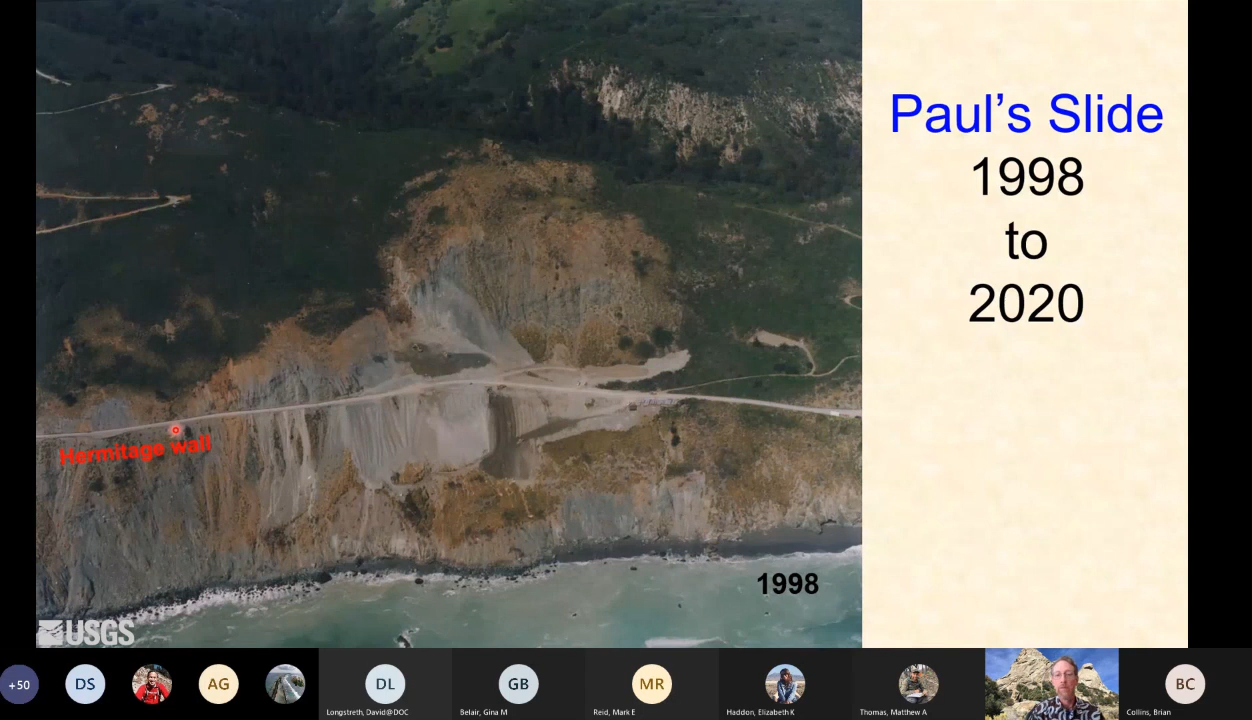 Paul's Slide
1998
to
2020
Hermitage wall
1998
USGS
+50
DS
AG
DL
GB
MR
BC
Longstreth, David@DOC
Belair, Gina M
Reid, Mark E
Haddon, Elizabeth K
Thomas, Matthew A
Collins, Brian